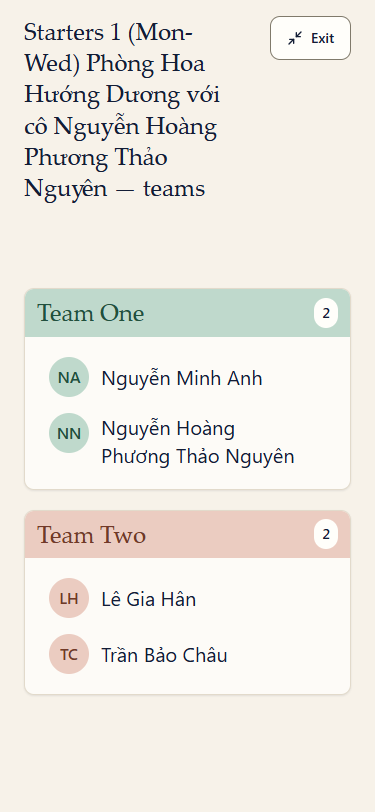 Starters 1 (Mon-
Wed) Phòng Hoa
Hướng Dương với
cô Nguyễn Hoàng
Phương Thảo
Nguyên — teams
Exit
Team One
2
NA
Nguyễn Minh Anh
NN
Nguyễn Hoàng
Phương Thảo Nguyên
Team Two
2
LH
Lê Gia Hân
TC
Trần Bảo Châu